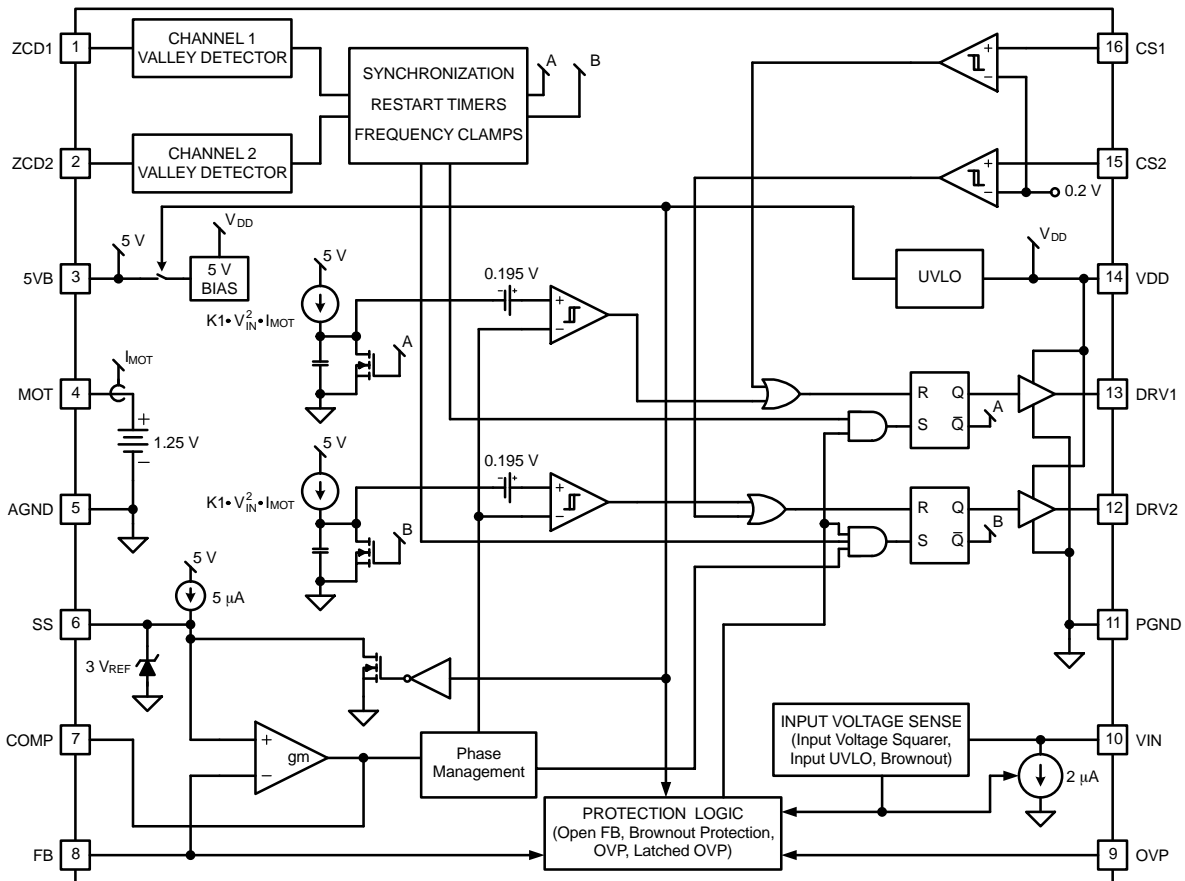 ZCD1
1
CHANNEL 1
VALLEY DETECTOR
SYNCHRONIZATION
RESTART TIMERS
FREQUENCY CLAMPS
A
B
+
−
16
CS1
ZCD2
2
CHANNEL 2
VALLEY DETECTOR
+
−
15
CS2
0.2 V
5VB
3
5 V
VDD
5 V
BIAS
5 V
K1• V²IN • IMOT
A
0.195 V
- +
+
−
UVLO
VDD
14
VDD
MOT
4
IMOT
+
1.25 V
−
R Q
S Q̅
A
13
DRV1
AGND
5
5 V
K1• V²IN • IMOT
B
0.195 V
- +
+
−
R Q
S Q̅
B
12
DRV2
SS
6
5 V
5 μA
3 VREF
11
PGND
COMP
7
+
gm
−
Phase
Management
INPUT VOLTAGE SENSE
(Input Voltage Squarer,
Input UVLO, Brownout)
10
VIN
2 μA
FB
8
PROTECTION LOGIC
(Open FB, Brownout Protection,
OVP, Latched OVP)
9
OVP